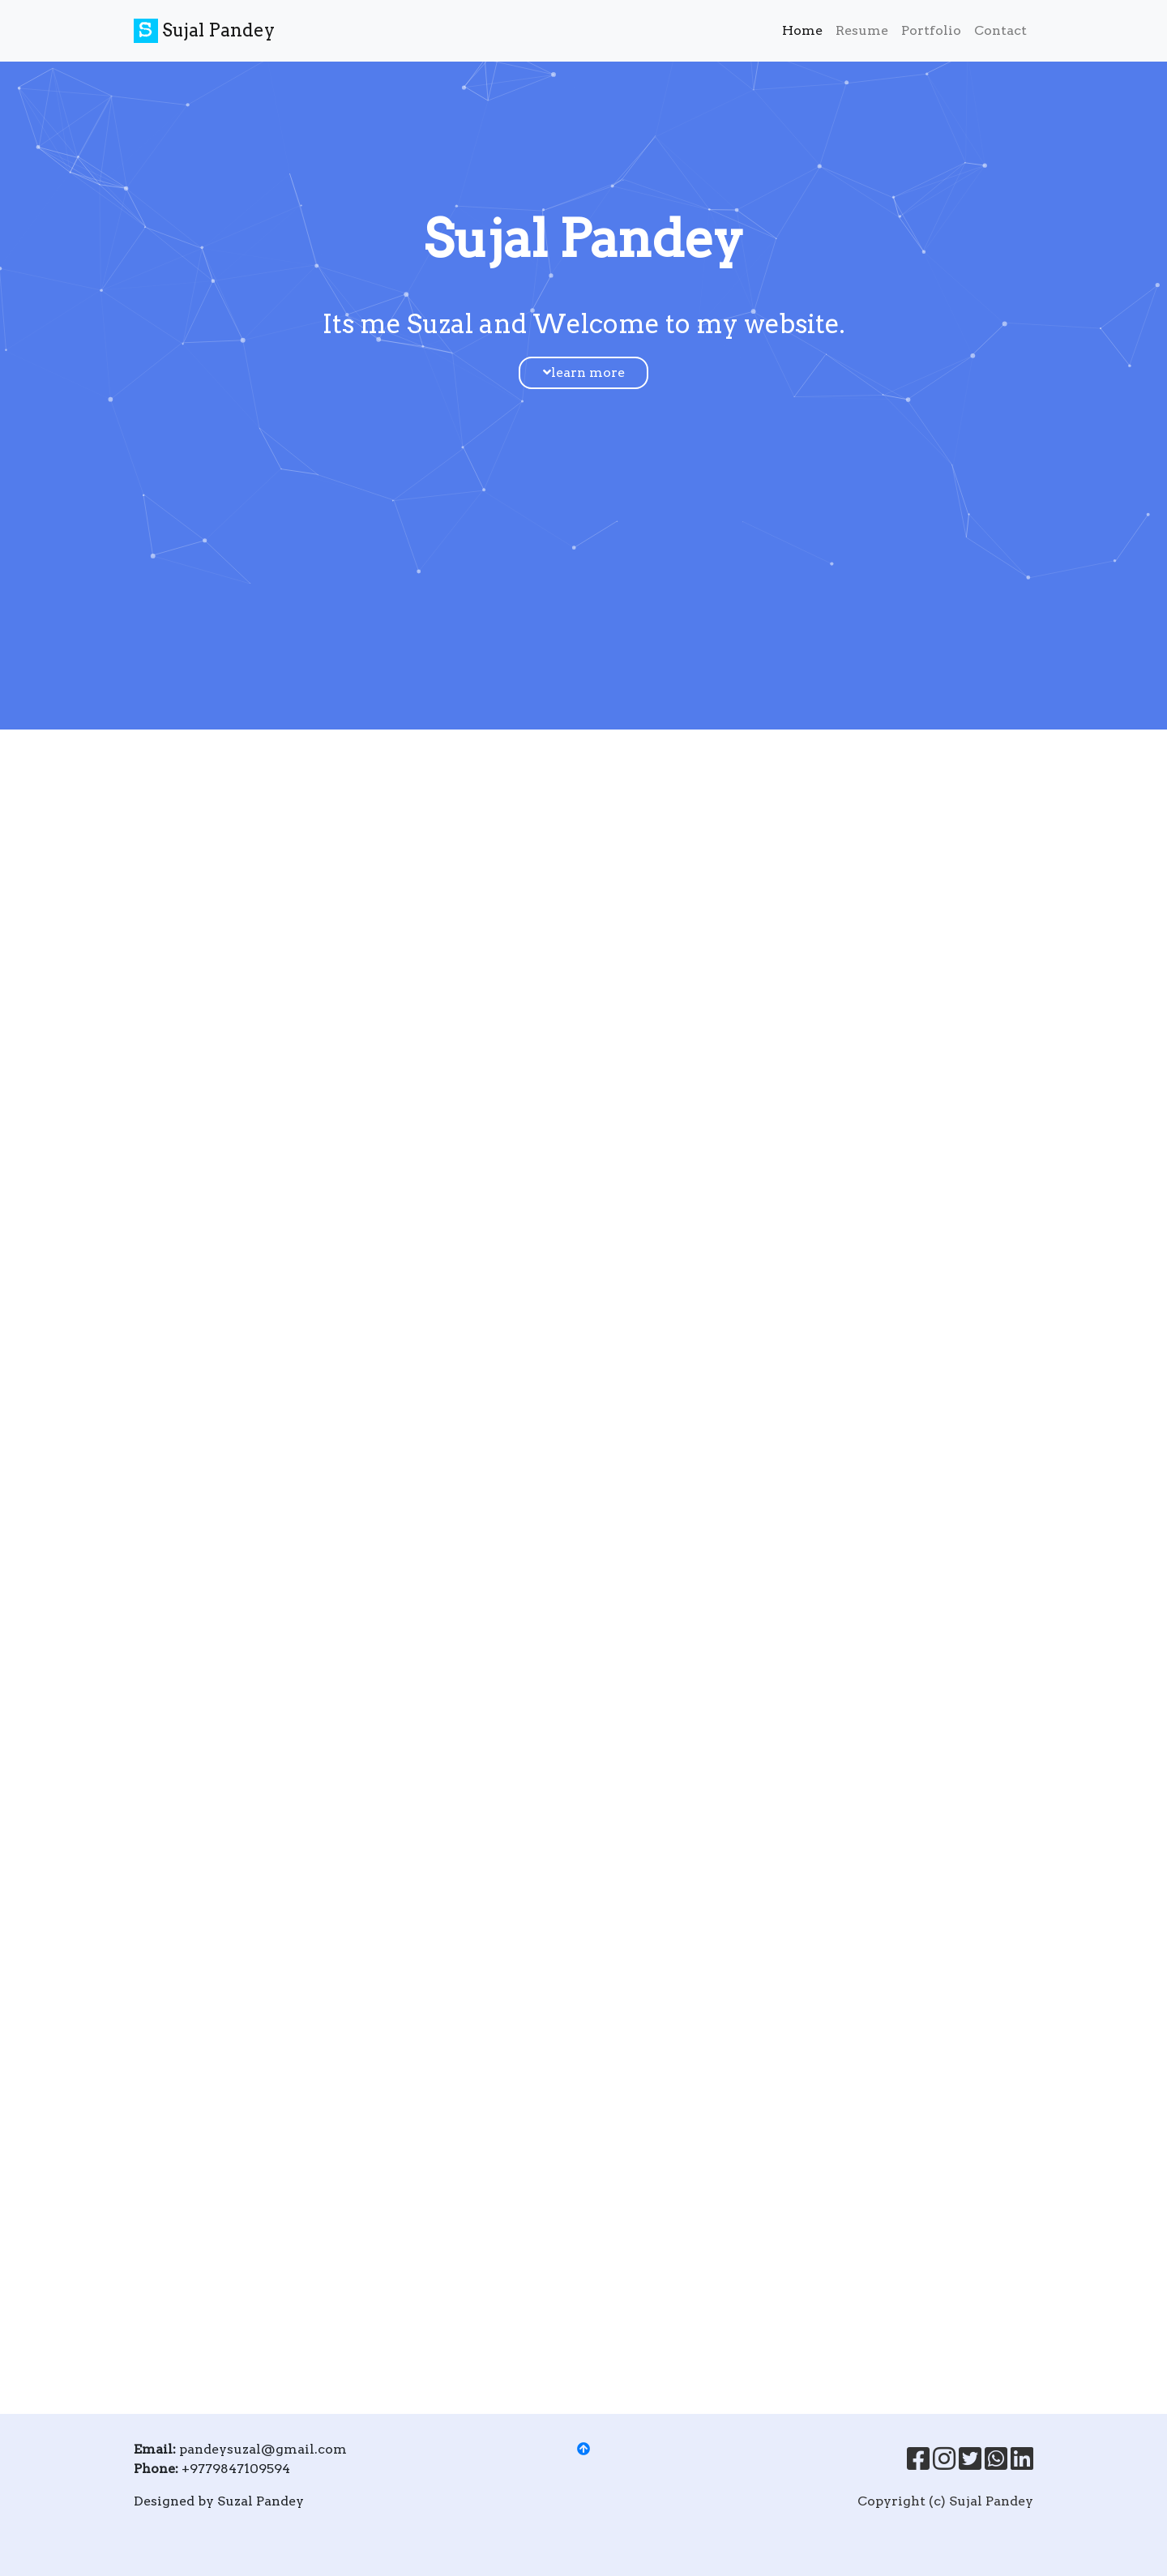 S Sujal Pandey
Home Resume Portfolio Contact
Sujal Pandey
Its me Suzal and Welcome to my website.
learn more
Email: pandeysuzal@gmail.com
Phone: +9779847109594
Designed by Suzal Pandey
Copyright (c) Sujal Pandey